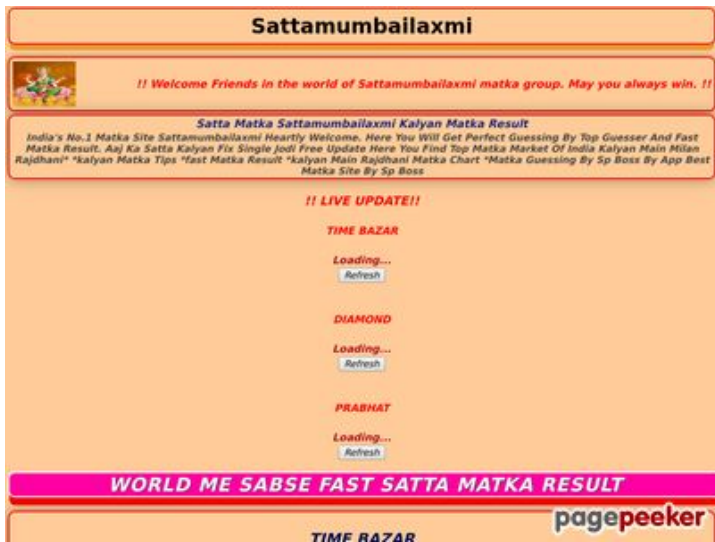 Sattamumbailaxmi
!! Welcome Friends in the world of Sattamumbailaxmi matka group. May you always win. !!
Satta Matka Sattamumbailaxmi Kalyan Matka Result
India's No.1 Matka Site Sattamumbailaxmi Heartly Welcome. Here You Will Get Perfect Guessing By Top Guesser And Fast
Matka Result. Aaj Ka Satta Kalyan Fix Single Jodi Free Update Here You Find Top Matka Market Of India Kalyan Main Milan
Rajdhani* *kalyan Matka Tips *fast Matka Result *kalyan Main Rajdhani Matka Chart *Matka Guessing By Sp Boss By App Best
Matka Site By Sp Boss
!! LIVE UPDATE!!
TIME BAZAR
Loading...
Refresh
DIAMOND
Loading...
Refresh
PRABHAT
Loading...
Refresh
WORLD ME SABSE FAST SATTA MATKA RESULT
pagepeeker
TIME BAZAR